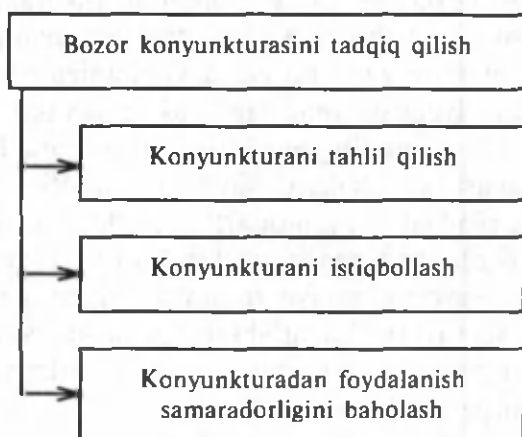 Bozor konyunkturasini tadqiq qilish
Konyunkturani tahlil qilish
Konyunkturani istiqbollash
Konyunkturadan foydalanish
samaradorligini baholash